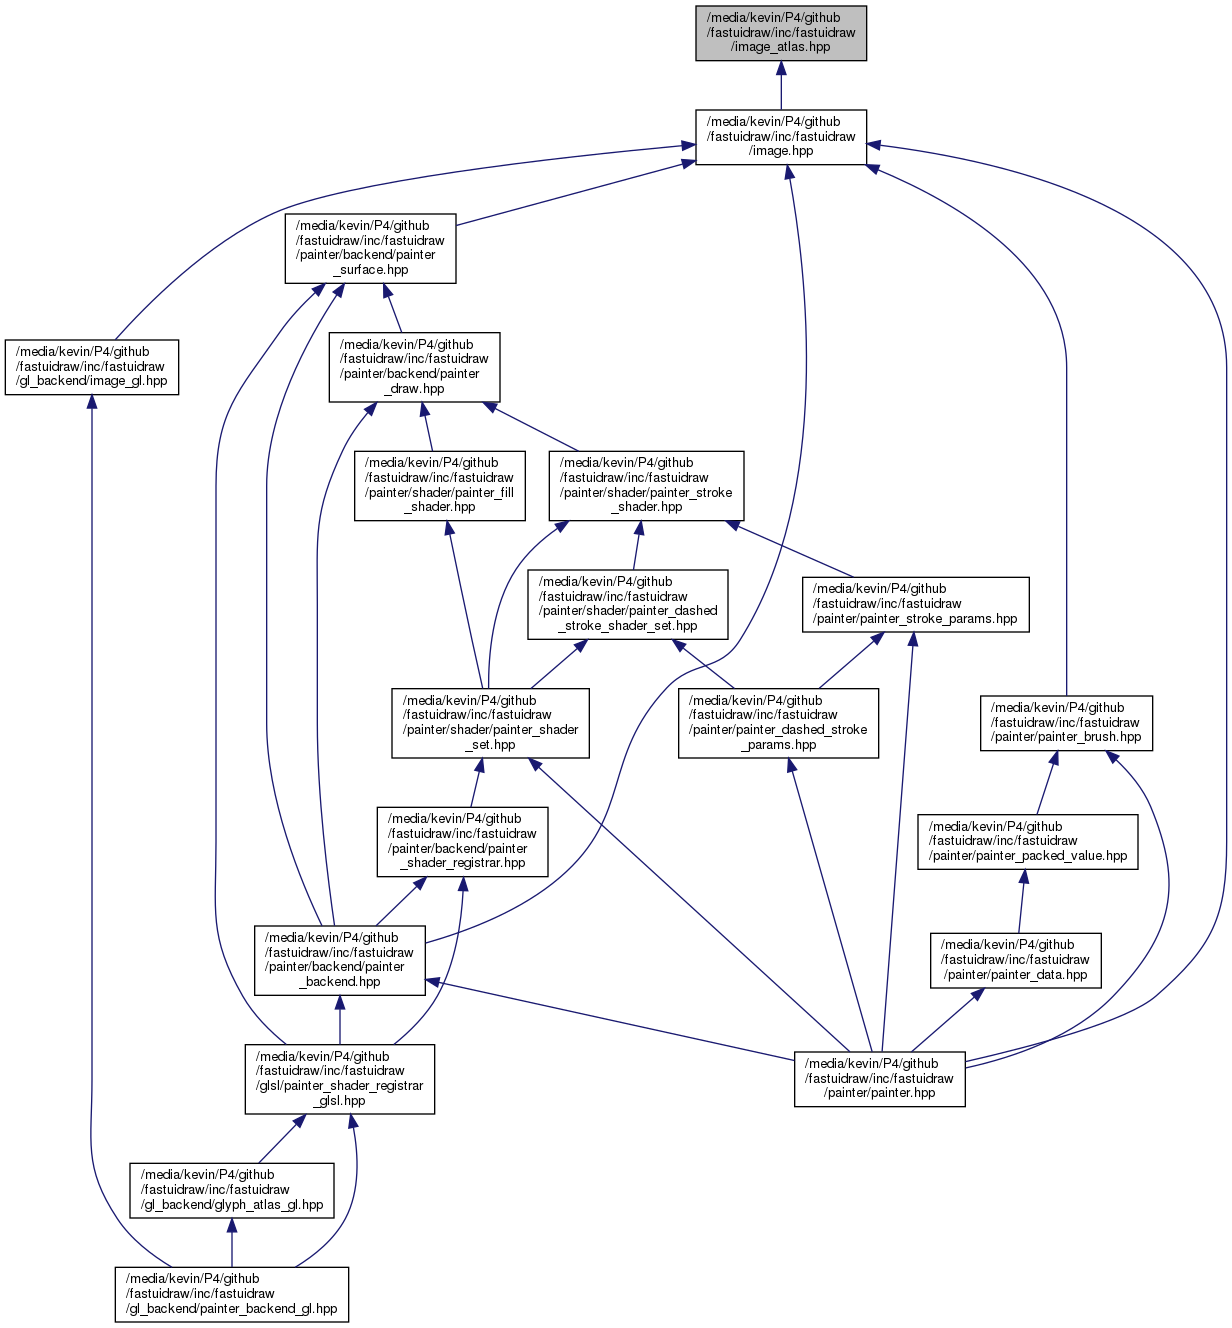 /media/kevin/P4/github
/fastuidraw/inc/fastuidraw
/image_atlas.hpp
/media/kevin/P4/github
/fastuidraw/inc/fastuidraw
/image.hpp
/media/kevin/P4/github
/fastuidraw/inc/fastuidraw
/painter/backend/painter
_surface.hpp
/media/kevin/P4/github
/fastuidraw/inc/fastuidraw
/gl_backend/image_gl.hpp
/media/kevin/P4/github
/fastuidraw/inc/fastuidraw
/painter/backend/painter
_draw.hpp
/media/kevin/P4/github
/fastuidraw/inc/fastuidraw
/painter/shader/painter_fill
_shader.hpp
/media/kevin/P4/github
/fastuidraw/inc/fastuidraw
/painter/shader/painter_stroke
_shader.hpp
/media/kevin/P4/github
/fastuidraw/inc/fastuidraw
/painter/shader/painter_dashed
_stroke_shader_set.hpp
/media/kevin/P4/github
/fastuidraw/inc/fastuidraw
/painter/painter_stroke_params.hpp
/media/kevin/P4/github
/fastuidraw/inc/fastuidraw
/painter/shader/painter_shader
_set.hpp
/media/kevin/P4/github
/fastuidraw/inc/fastuidraw
/painter/painter_dashed_stroke
_params.hpp
/media/kevin/P4/github
/fastuidraw/inc/fastuidraw
/painter/painter_brush.hpp
/media/kevin/P4/github
/fastuidraw/inc/fastuidraw
/painter/backend/painter
_shader_registrar.hpp
/media/kevin/P4/github
/fastuidraw/inc/fastuidraw
/painter/painter_packed_value.hpp
/media/kevin/P4/github
/fastuidraw/inc/fastuidraw
/painter/backend/painter
_backend.hpp
/media/kevin/P4/github
/fastuidraw/inc/fastuidraw
/painter/painter_data.hpp
/media/kevin/P4/github
/fastuidraw/inc/fastuidraw
/glsl/painter_shader_registrar
_glsl.hpp
/media/kevin/P4/github
/fastuidraw/inc/fastuidraw
/painter/painter.hpp
/media/kevin/P4/github
/fastuidraw/inc/fastuidraw
/gl_backend/glyph_atlas_gl.hpp
/media/kevin/P4/github
/fastuidraw/inc/fastuidraw
/gl_backend/painter_backend_gl.hpp